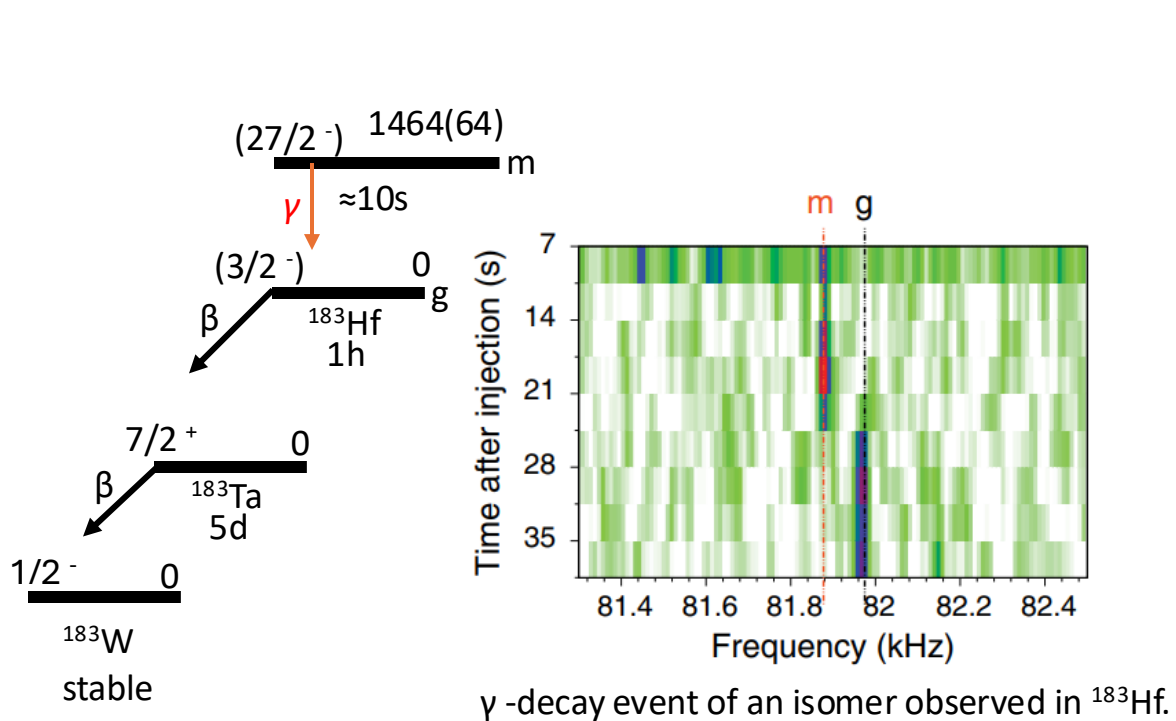 (27/2 ⁻) 1464(64)
m
γ ≈10s
(3/2 ⁻) 0
g
β
¹⁸³Hf
1h
7/2 ⁺ 0
β
¹⁸³Ta
5d
1/2 ⁻ 0
¹⁸³W
stable
m g
Time after injection (s)
7
14
21
28
35
81.4 81.6 81.8 82 82.2 82.4
Frequency (kHz)
γ -decay event of an isomer observed in ¹⁸³Hf.